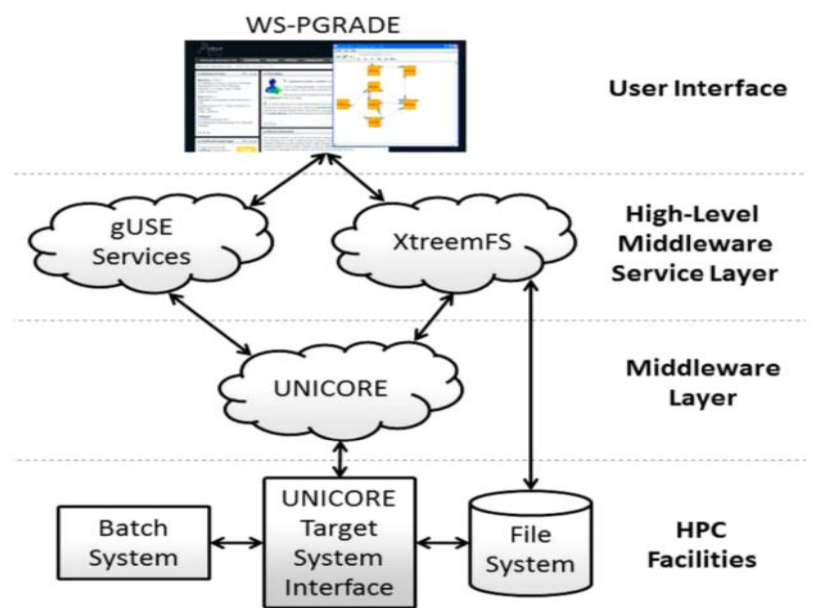 WS-PGRADE
User Interface
gUSE
Services
XtreemFS
High-Level
Middleware
Service Layer
UNICORE
Middleware
Layer
Batch
System
UNICORE
Target
System
Interface
File
System
HPC
Facilities